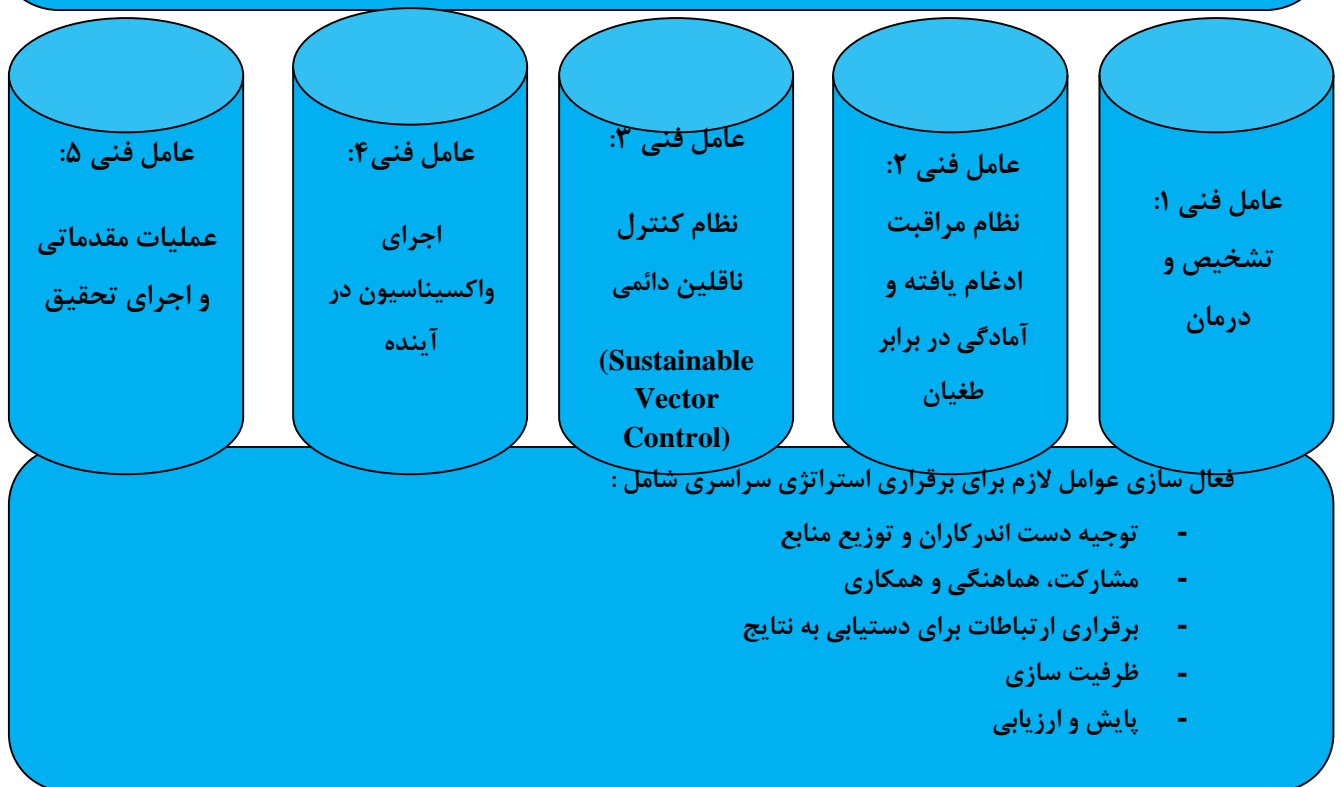 عامل فنی ۱:
تشخیص و
درمان
عامل فنی ۲:
نظام مراقبت
ادغام یافته و
آمادگی در برابر
طغیان
عامل فنی ۳:
نظام کنترل
ناقلین دائمی
(Sustainable
Vector
Control)
عامل فنی۴:
اجرای
واکسیناسیون در
آینده
عامل فنی ۵:
عملیات مقدماتی
و اجرای تحقیق
فعال سازی عوامل لازم برای برقراری استراتژی سراسری شامل :
- توجیه دست اندرکاران و توزیع منابع
- مشارکت، هماهنگی و همکاری
- برقراری ارتباطات برای دستیابی به نتایج
- ظرفیت سازی
- پایش و ارزیابی